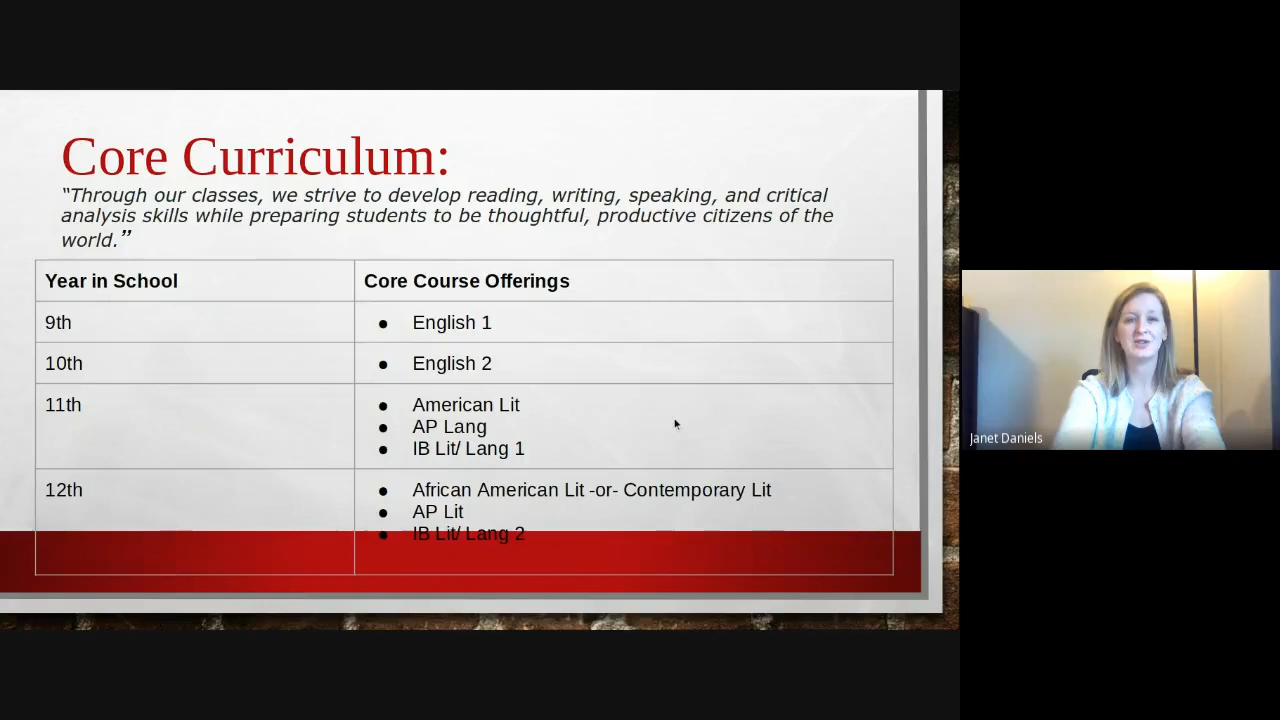 Core Curriculum:
“Through our classes, we strive to develop reading, writing, speaking, and critical
analysis skills while preparing students to be thoughtful, productive citizens of the
world.”
Year in School Core Course Offerings
9th ● English 1
10th ● English 2
11th ● American Lit
● AP Lang
● IB Lit/ Lang 1
12th ● African American Lit -or- Contemporary Lit
● AP Lit
● IB Lit/ Lang 2
Janet Daniels